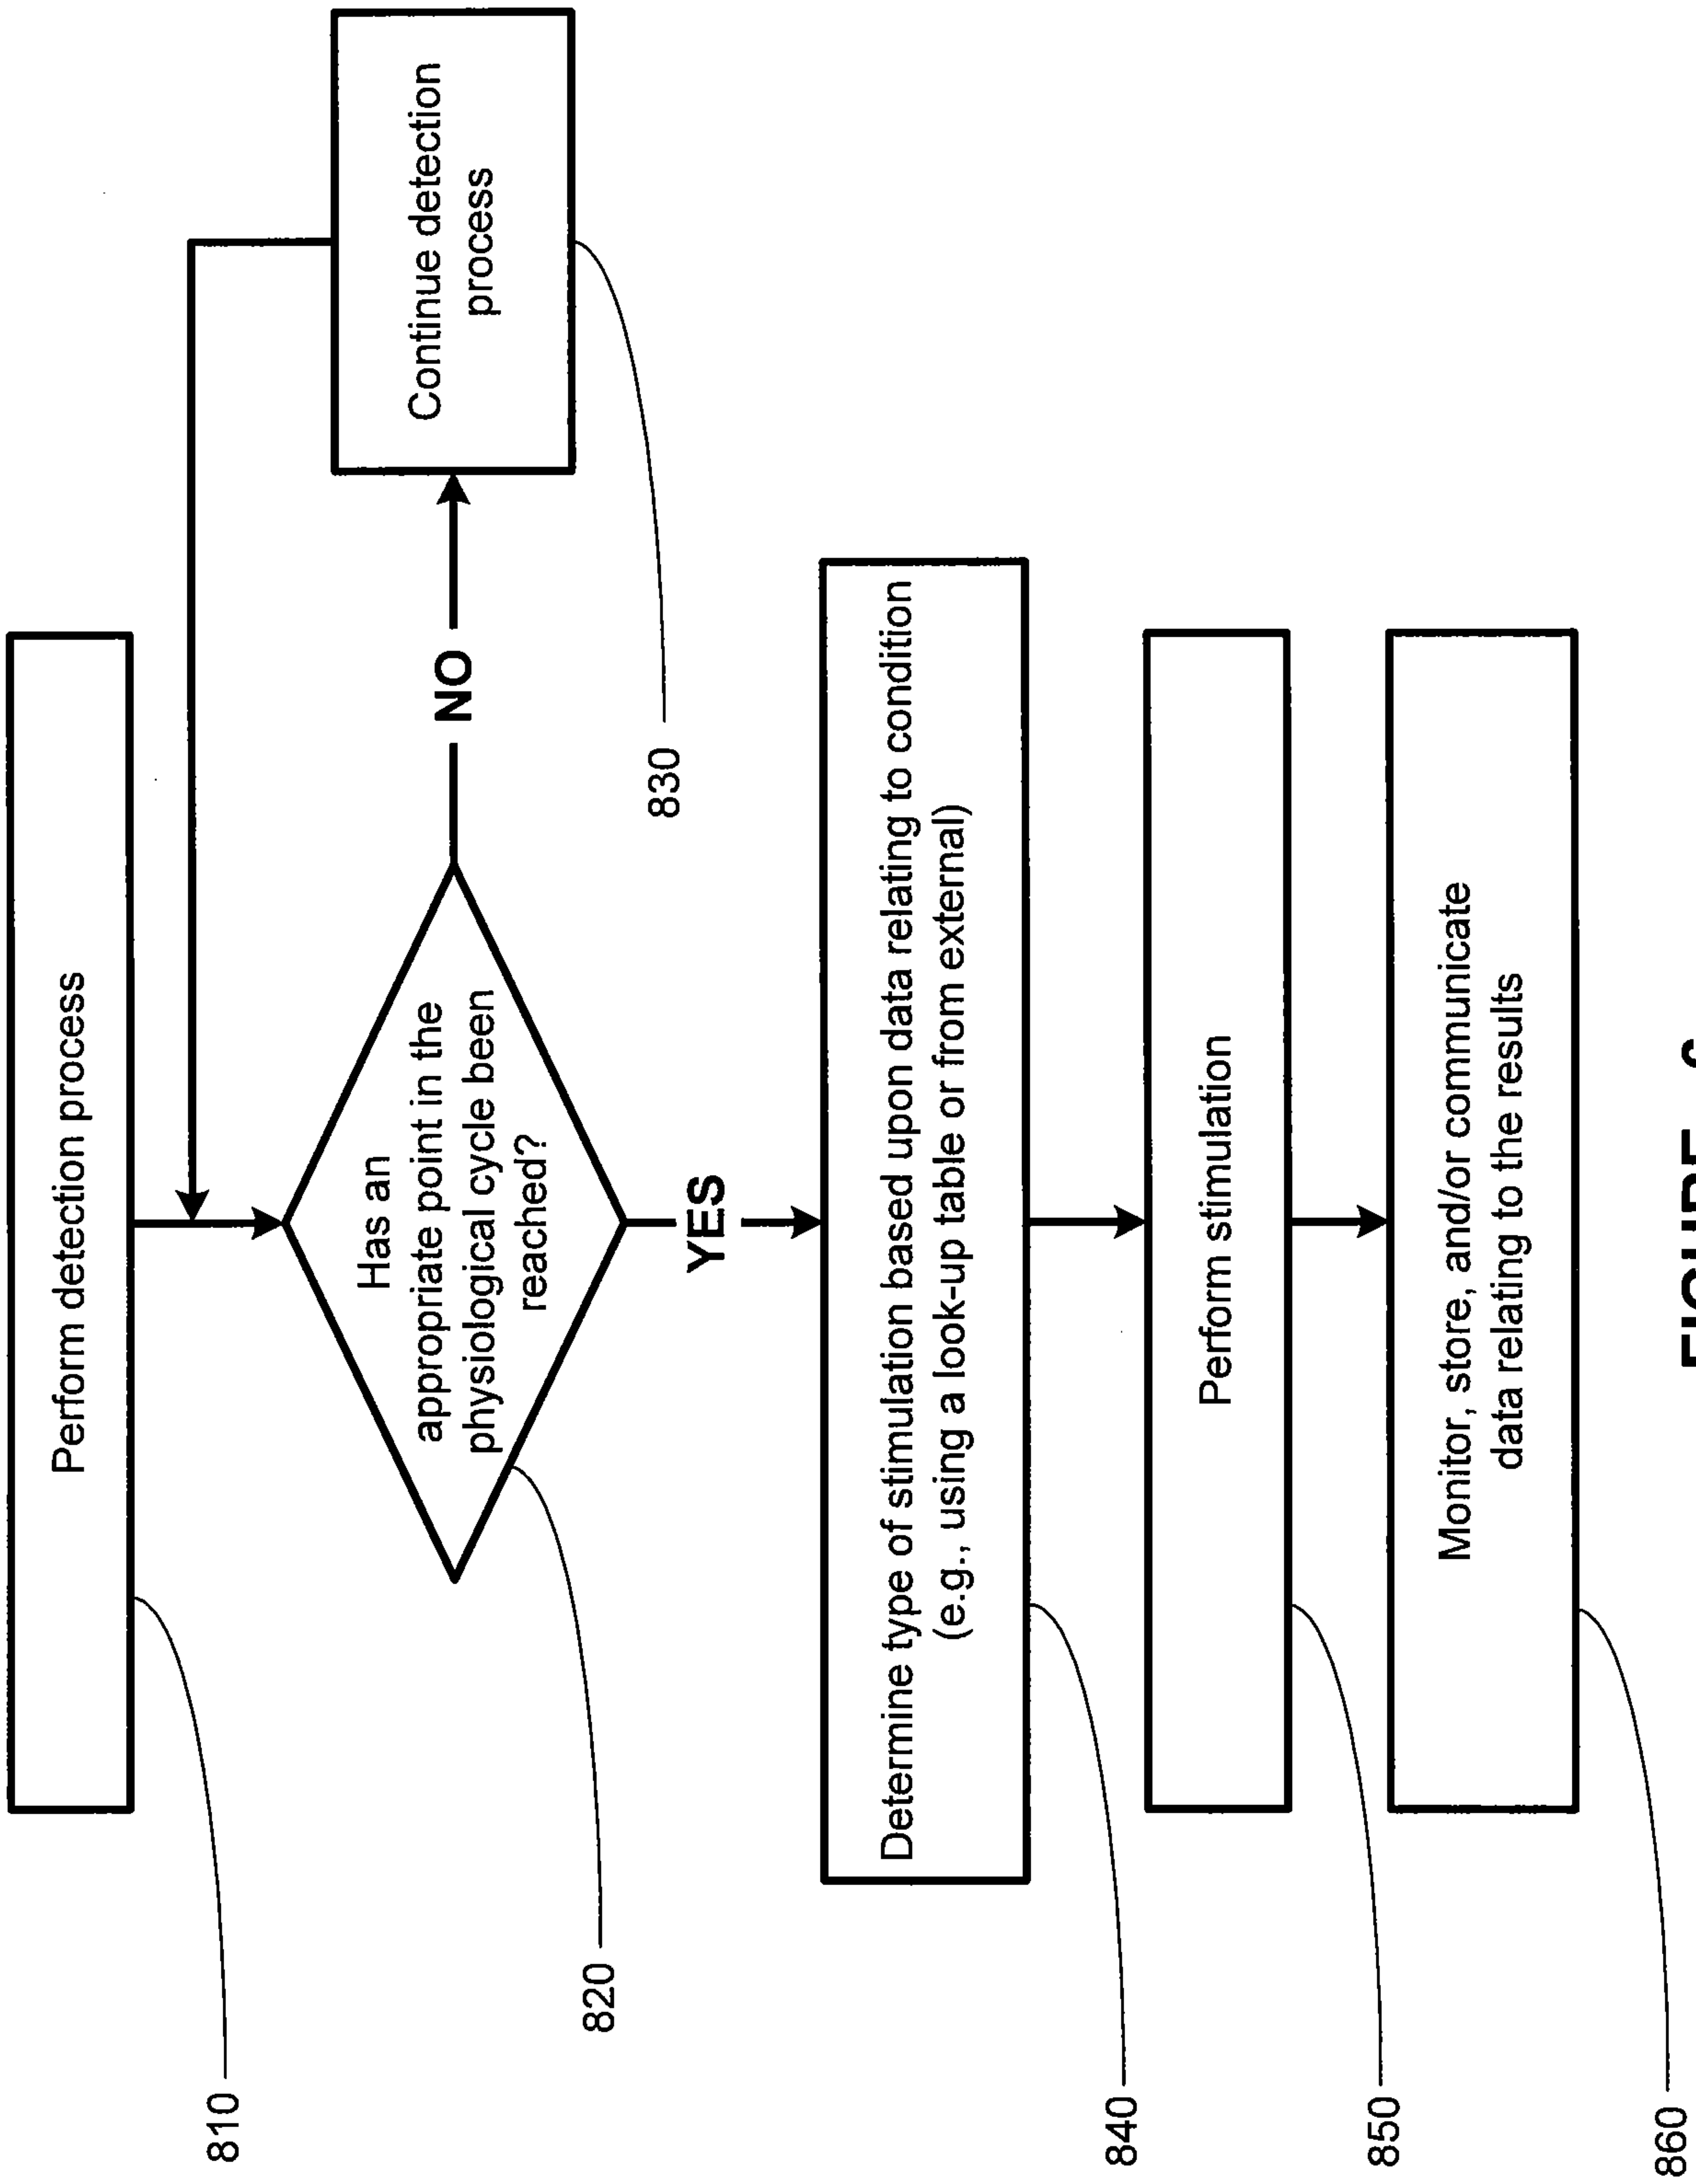 Perform detection process
810
Has an
appropriate point in the
physiological cycle been
reached?
820
NO
Continue detection
process
830
YES
Determine type of stimulation based upon data relating to condition
(e.g., using a look-up table or from external)
840
Perform stimulation
850
Monitor, store, and/or communicate
data relating to the results
860
FIGURE